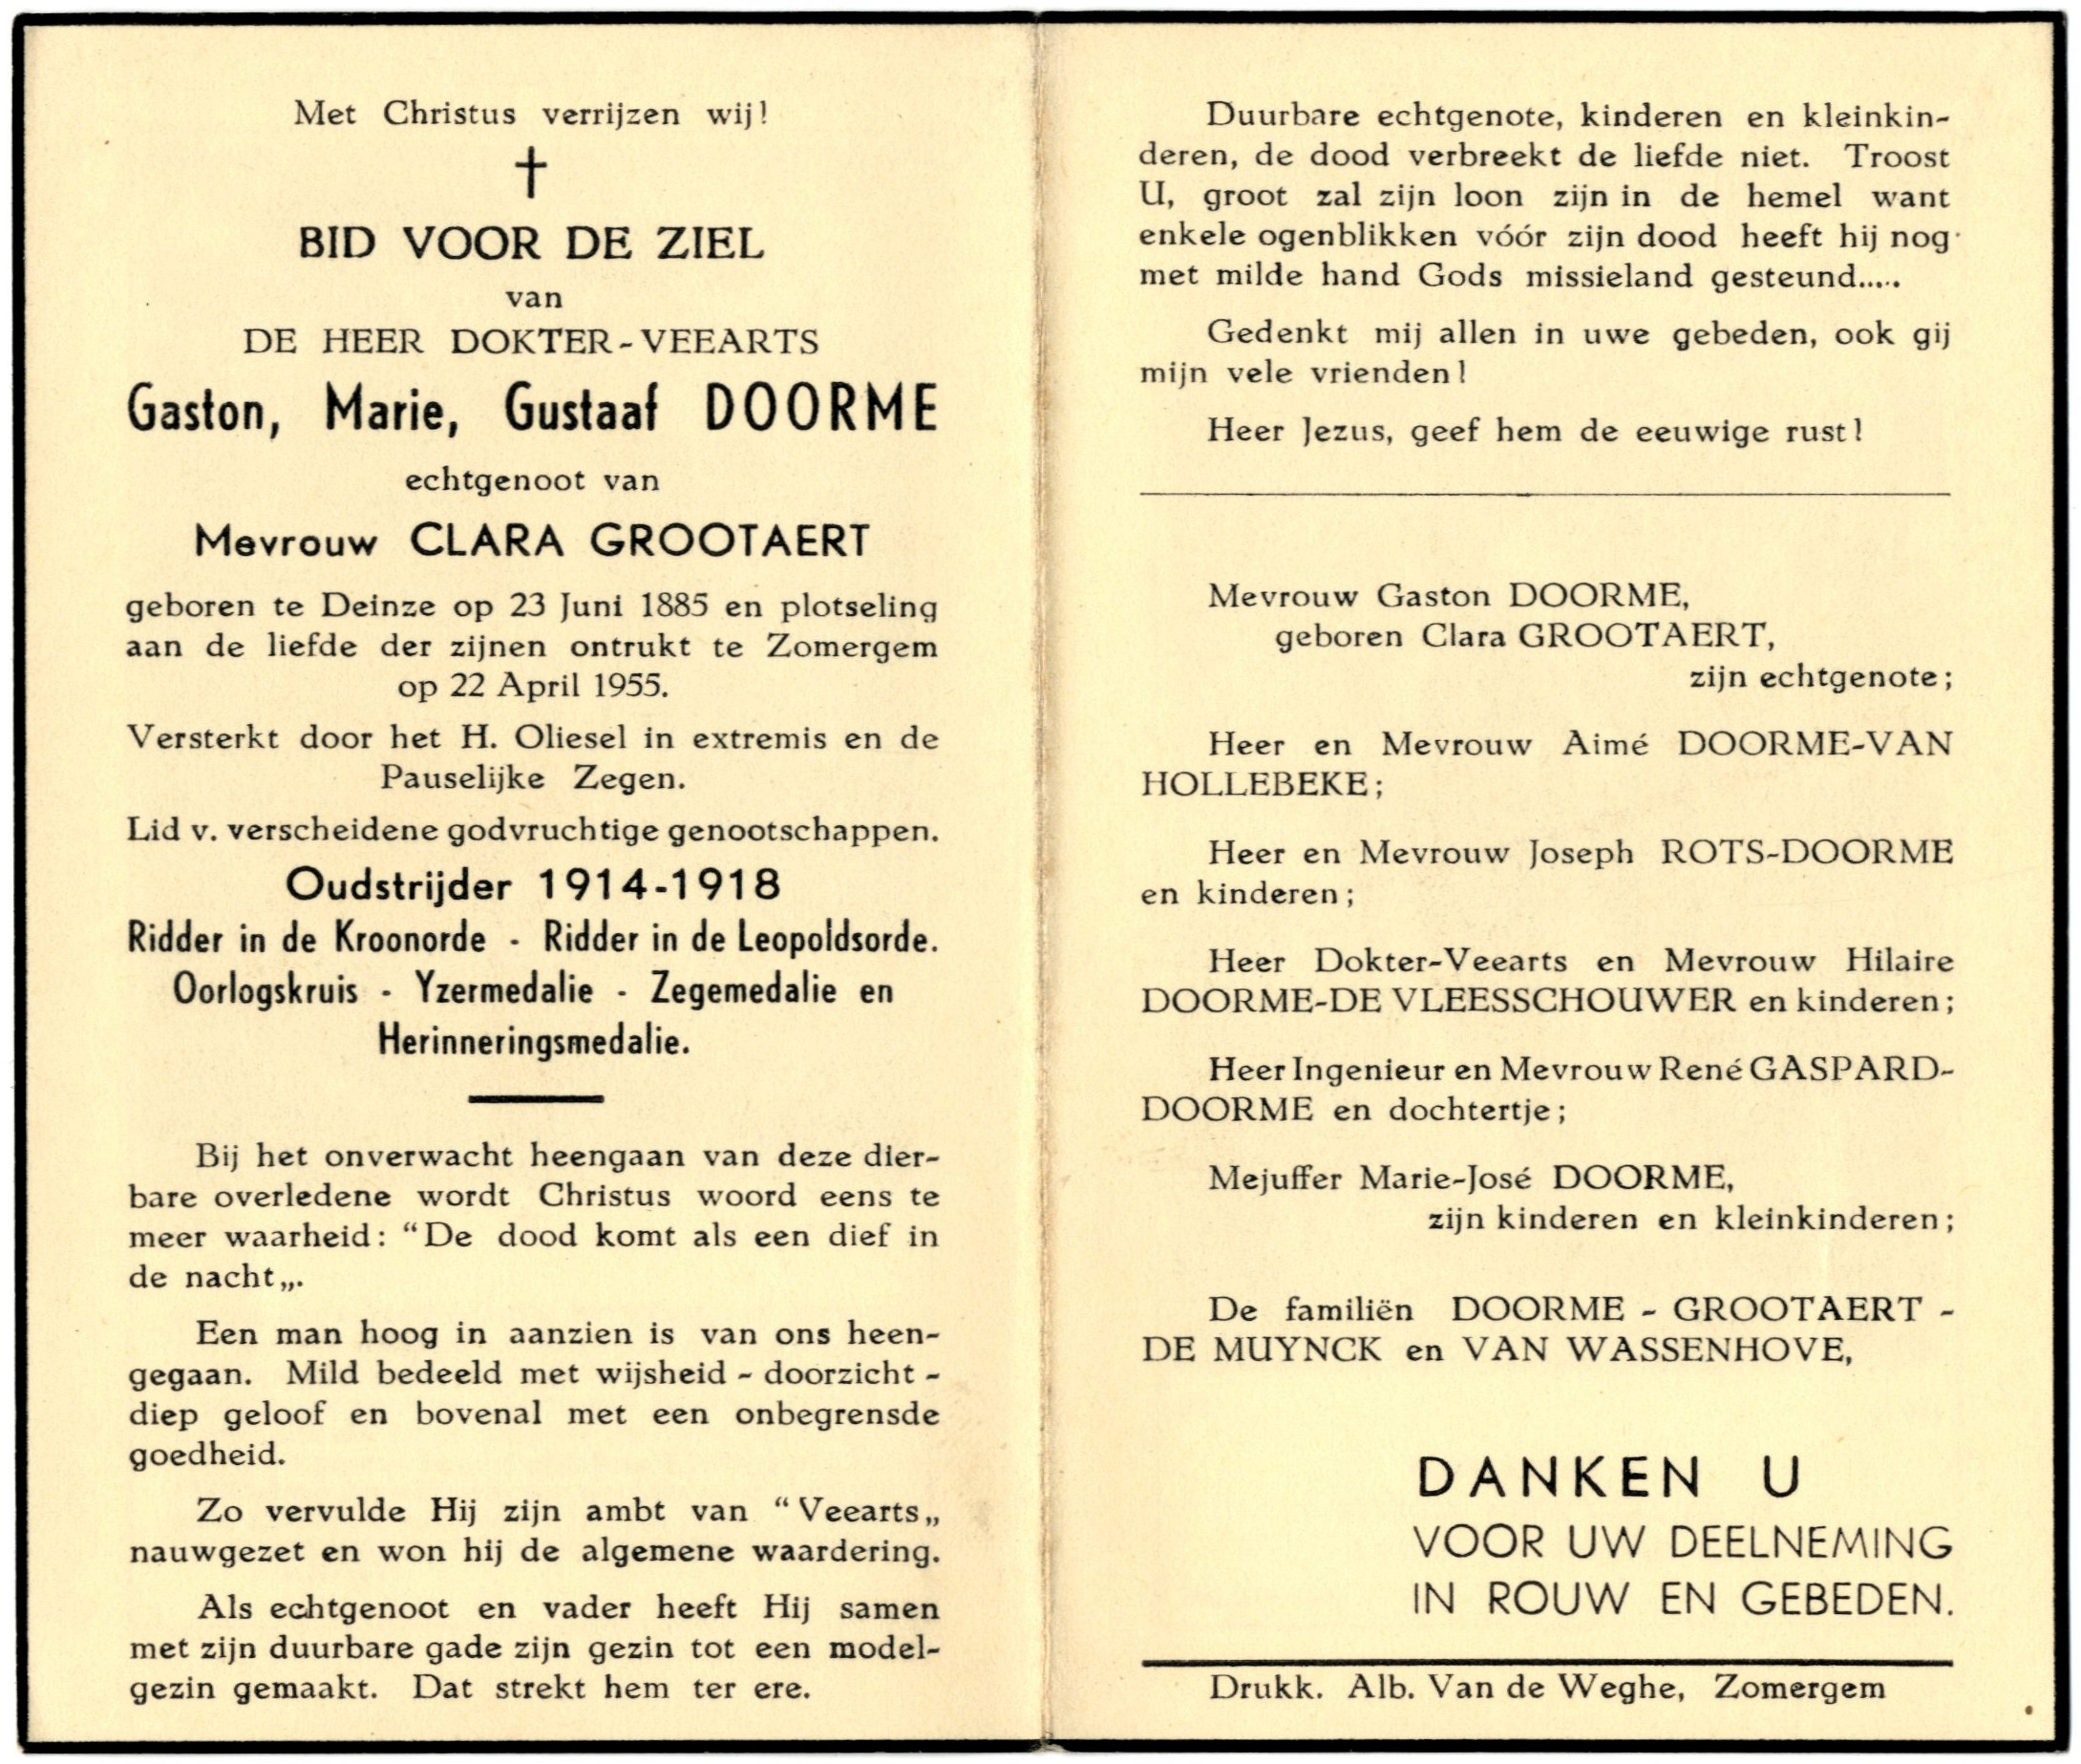 Met Christus verrijzen wij!
BID VOOR DE ZIEL
van
DE HEER DOKTER-VEEARTS
Gaston, Marie, Gustaaf DOORME
echtgenoot van
Mevrouw CLARA GROOTAERT
geboren te Deinze op 23 Juni 1885 en plotseling
aan de liefde der zijnen ontrukt te Zomergem
op 22 April 1955.
Versterkt door het H. Oliesel in extremis en de
Pauselijke Zegen.
Lid v. verscheidene godvruchtige genootschappen.
Oudstrijder 1914-1918
Ridder in de Kroonorde - Ridder in de Leopoldsorde.
Oorlogskruis - Yzermedalie - Zegemedalie en
Herinneringsmedalie.
Bij het onverwacht heengaan van deze dier-
bare overledene wordt Christus woord eens te
meer waarheid: “De dood komt als een dief in
de nacht„.
Een man hoog in aanzien is van ons heen-
gegaan. Mild bedeeld met wijsheid - doorzicht -
diep geloof en bovenal met een onbegrensde
goedheid.
Zo vervulde Hij zijn ambt van “Veearts„
nauwgezet en won hij de algemene waardering.
Als echtgenoot en vader heeft Hij samen
met zijn duurbare gade zijn gezin tot een model-
gezin gemaakt. Dat strekt hem ter ere.
Duurbare echtgenote, kinderen en kleinkin-
deren, de dood verbreekt de liefde niet. Troost
U, groot zal zijn loon zijn in de hemel want
enkele ogenblikken vóór zijn dood heeft hij nog
met milde hand Gods missieland gesteund.....
Gedenkt mij allen in uwe gebeden, ook gij
mijn vele vrienden!
Heer Jezus, geef hem de eeuwige rust!
Mevrouw Gaston DOORME,
geboren Clara GROOTAERT,
zijn echtgenote;
Heer en Mevrouw Aimé DOORME-VAN
HOLLEBEKE;
Heer en Mevrouw Joseph ROTS-DOORME
en kinderen;
Heer Dokter-Veearts en Mevrouw Hilaire
DOORME-DE VLEESSCHOUWER en kinderen;
Heer Ingenieur en Mevrouw René GASPARD-
DOORME en dochtertje;
Mejuffer Marie-José DOORME,
zijn kinderen en kleinkinderen;
De familiën DOORME - GROOTAERT -
DE MUYNCK en VAN WASSENHOVE,
DANKEN U
VOOR UW DEELNEMING
IN ROUW EN GEBEDEN.
Drukk. Alb. Van de Weghe, Zomergem